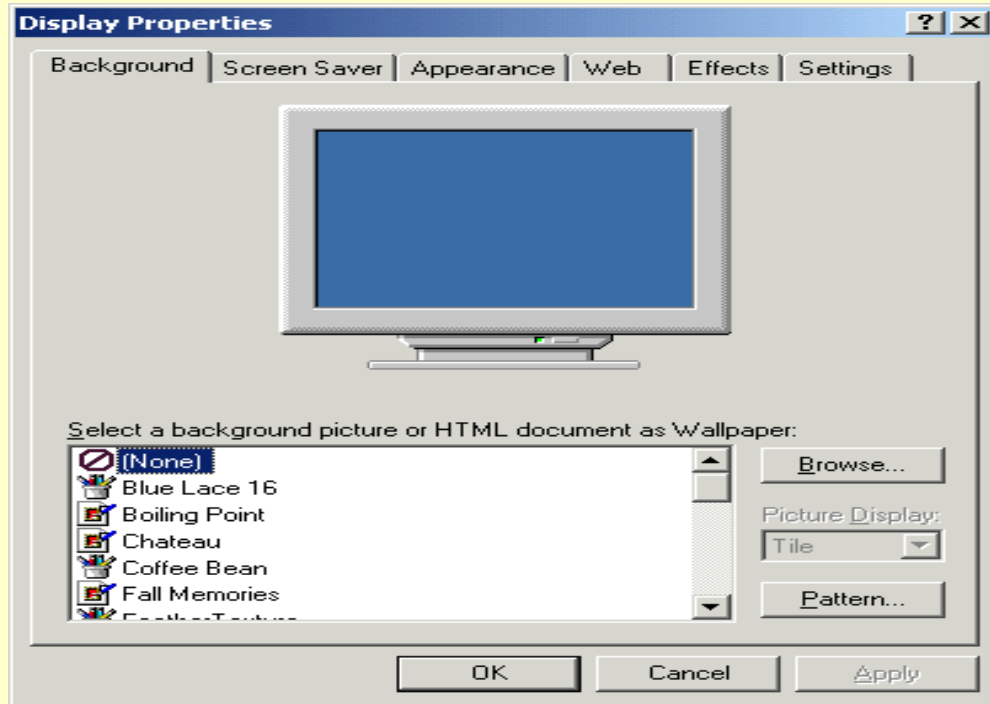 Display Properties
Background Screen Saver Appearance Web Effects Settings
Select a background picture or HTML document as Wallpaper:
(None)
Blue Lace 16
Boiling Point
Chateau
Coffee Bean
Fall Memories
Browse...
Picture Display:
Tile
Pattern...
OK Cancel Apply